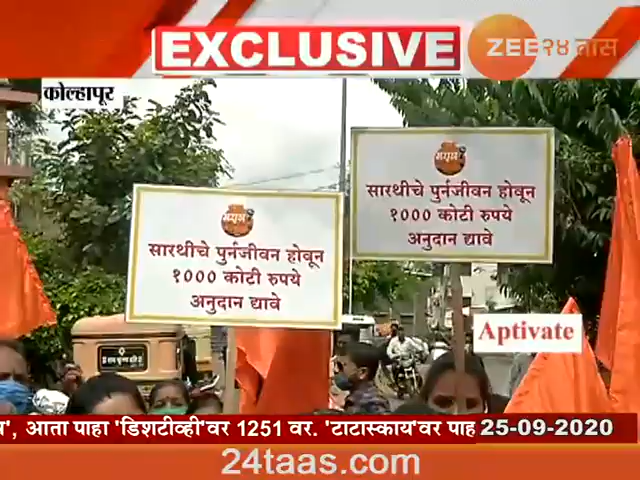 EXCLUSIVE
ZEE २४ तास
कोल्हापूर
सारथीचे पुर्नजीवन होवून
१००० कोटी रुपये
अनुदान द्यावे
सारथीचे पुर्नजीवन होवून
१००० कोटी रुपये
अनुदान द्यावे
Aptivate
आता पाहा 'डिशटीव्ही'वर 1251 वर. 'टाटास्काय'वर पाह
25-09-2020
24taas.com